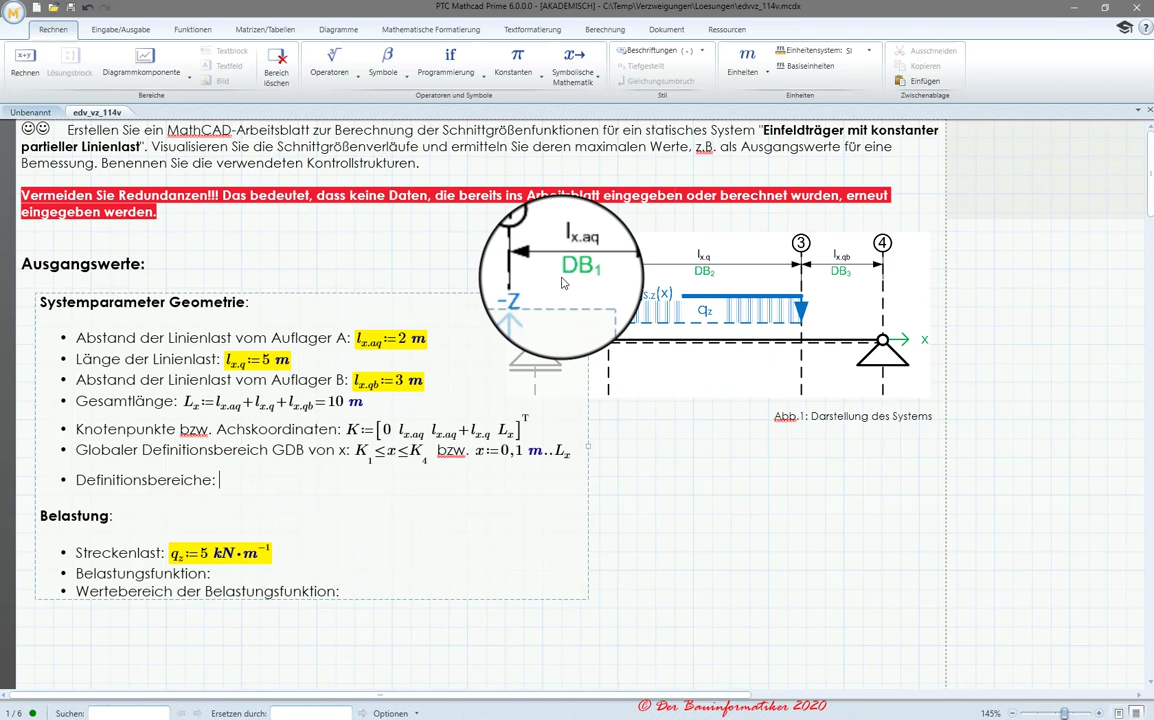 PTC Mathcad Prime 6.0.0.0 - [AKADEMISCH] - C:\Temp\Verzweigungen\Loesungen\edvvz_114v.mcdx
Rechnen Eingabe/Ausgabe Funktionen Matrizen/Tabellen Diagramme Mathematische Formatierung Textformatierung Berechnung Dokument Ressourcen
Rechnen Lösungsblock Diagrammkomponente Textblock Textfeld Bild Bereich löschen Operatoren Symbole Programmierung Konstanten Symbolische Mathematik Beschriftungen ( - ) Tiefgestellt Gleichungsumbruch Einheiten Einheitensystem: SI Basiseinheiten Ausschneiden Kopieren Einfügen
Bereiche Operatoren und Symbole Stil Einheiten Zwischenablage
Unbenannt edv_vz_114v
Erstellen Sie ein MathCAD-Arbeitsblatt zur Berechnung der Schnittgrößenfunktionen für ein statisches System "Einfeldträger mit konstanter
partieller Linienlast". Visualisieren Sie die Schnittgrößenverläufe und ermitteln Sie deren maximalen Werte, z.B. als Ausgangswerte für eine
Bemessung. Benennen Sie die verwendeten Kontrollstrukturen.
Vermeiden Sie Redundanzen!!! Das bedeutet, dass keine Daten, die bereits ins Arbeitsblatt eingegeben oder berechnet wurden, erneut
eingegeben werden.
Ausgangswerte:
Systemparameter Geometrie:
• Abstand der Linienlast vom Auflager A: lx.aq:=2 m
• Länge der Linienlast: lx.q:=5 m
• Abstand der Linienlast vom Auflager B: lx.qb:=3 m
• Gesamtlänge: Lx:=lx.aq+lx.q+lx.qb=10 m
• Knotenpunkte bzw. Achskoordinaten: K:=[0 lx.aq lx.aq+lx.q Lx]T
• Globaler Definitionsbereich GDB von x: K1≤x≤K4 bzw. x:=0,1 m..Lx
• Definitionsbereiche:
Belastung:
• Streckenlast: qz:=5 kN·m−1
• Belastungsfunktion:
• Wertebereich der Belastungsfunktion:
3 4
lx.aq lx.q lx.qb
DB1 DB2 DB3
-Z s.z(x) qz
x
Abb.1: Darstellung des Systems
1 / 6 Suchen: Ersetzen durch: Optionen © Der Bauinformatiker 2020 145%